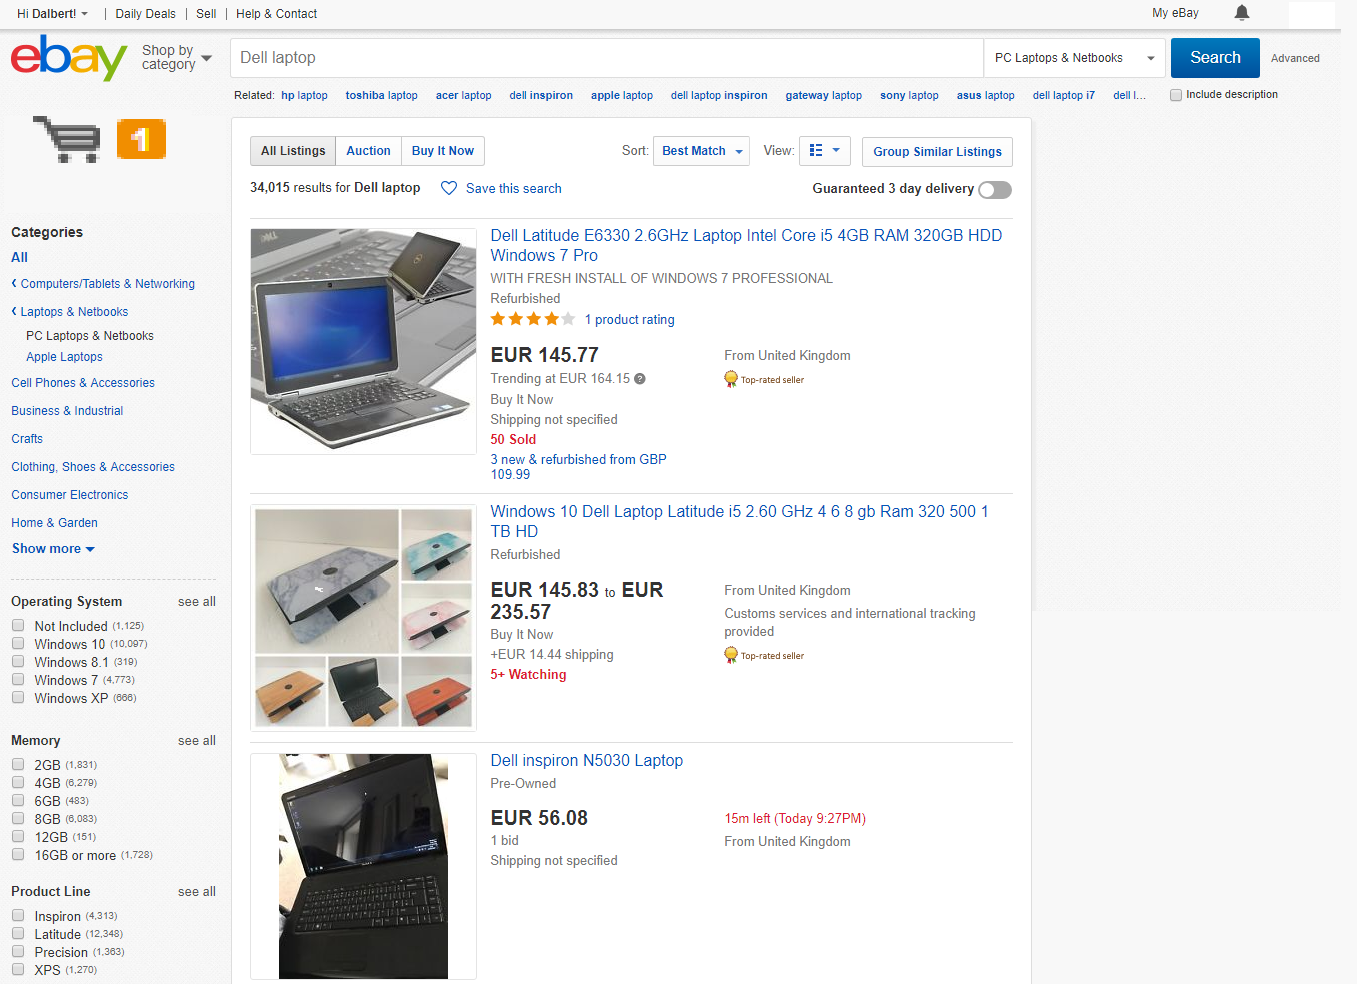 Hi Dalbert!
Daily Deals
Sell
Help & Contact
My eBay
ebay
Shop by
category
Dell laptop
PC Laptops & Netbooks
Search
Advanced
Related: hp laptop toshiba laptop acer laptop dell inspiron apple laptop dell laptop inspiron gateway laptop sony laptop asus laptop dell laptop i7 dell l...
Include description
1
All Listings
Auction
Buy It Now
Sort: Best Match
View:
Group Similar Listings
34,015 results for Dell laptop
Save this search
Guaranteed 3 day delivery
Categories
All
Computers/Tablets & Networking
Laptops & Netbooks
PC Laptops & Netbooks
Apple Laptops
Cell Phones & Accessories
Business & Industrial
Crafts
Clothing, Shoes & Accessories
Consumer Electronics
Home & Garden
Show more
Operating System see all
Not Included (1,125)
Windows 10 (10,097)
Windows 8.1 (319)
Windows 7 (4,773)
Windows XP (666)
Memory see all
2GB (1,831)
4GB (6,279)
6GB (483)
8GB (6,083)
12GB (151)
16GB or more (1,728)
Product Line see all
Inspiron (4,313)
Latitude (12,348)
Precision (1,363)
XPS (1,270)
Dell Latitude E6330 2.6GHz Laptop Intel Core i5 4GB RAM 320GB HDD
Windows 7 Pro
WITH FRESH INSTALL OF WINDOWS 7 PROFESSIONAL
Refurbished
1 product rating
EUR 145.77
Trending at EUR 164.15
Buy It Now
Shipping not specified
50 Sold
3 new & refurbished from GBP
109.99
From United Kingdom
Top-rated seller
Windows 10 Dell Laptop Latitude i5 2.60 GHz 4 6 8 gb Ram 320 500 1
TB HD
Refurbished
EUR 145.83 to EUR
235.57
Buy It Now
+EUR 14.44 shipping
5+ Watching
From United Kingdom
Customs services and international tracking
provided
Top-rated seller
Dell inspiron N5030 Laptop
Pre-Owned
EUR 56.08
1 bid
Shipping not specified
15m left (Today 9:27PM)
From United Kingdom